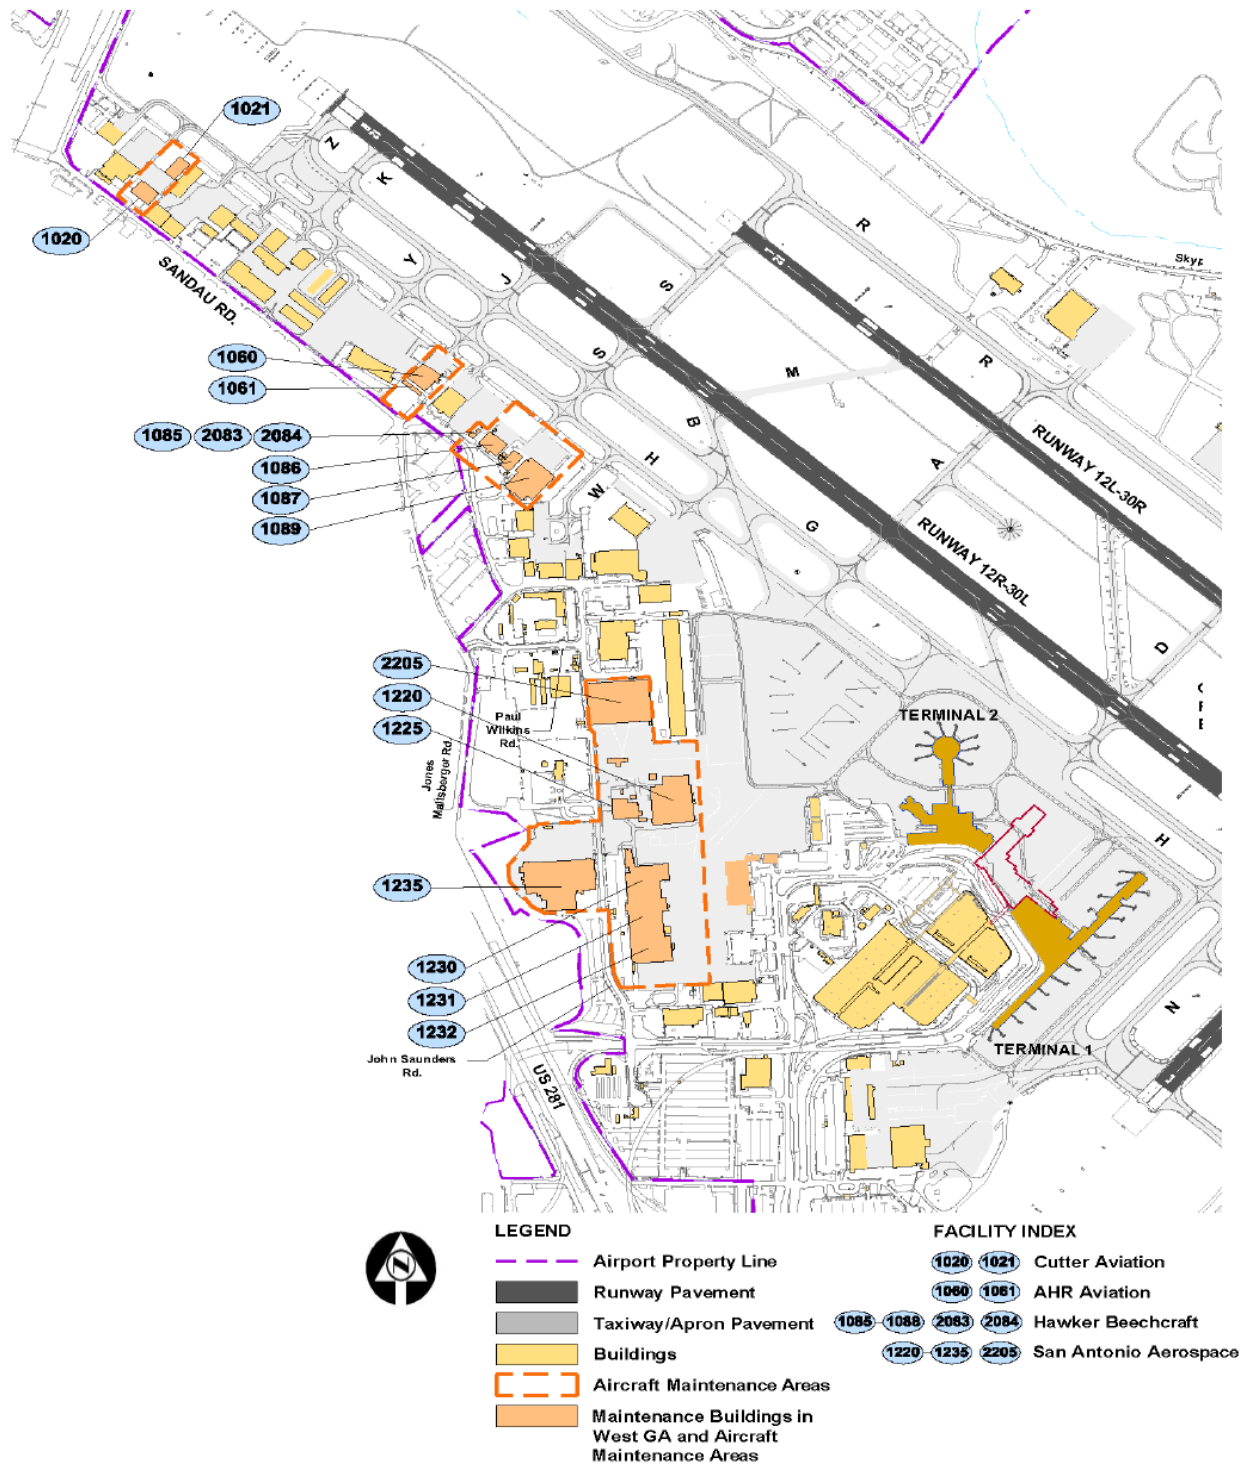 1021
Z
K
1020
SANDAU RD.
Y
J
R
Skyp
S
1060
1061
S
M
R
1085 2083 2084
1086
1087
1089
B
H
A
RUNWAY 12L-30R
W
G
RUNWAY 12R-30L
2205
1220
1225
Paul
Wilkins
Rd.
Jones
Maltsberger Rd.
D
TERMINAL 2
H
1235
1230
1231
1232
John Saunders
Rd.
US 281
N
TERMINAL 1
LEGEND
Airport Property Line
Runway Pavement
Taxiway/Apron Pavement
Buildings
Aircraft Maintenance Areas
Maintenance Buildings in
West GA and Aircraft
Maintenance Areas
N
FACILITY INDEX
1020 1021 Cutter Aviation
1060 1061 AHR Aviation
1085-1088 2083 2084 Hawker Beechcraft
1220-1235 2205 San Antonio Aerospace